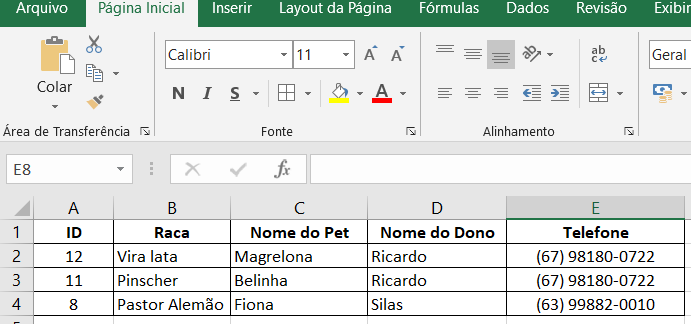 Arquivo Página Inicial Inserir Layout da Página Fórmulas Dados Revisão Exibir
Calibri 11 A A ab c Geral
Colar N I S A
Área de Transferência Fonte Alinhamento
E8 fx
A B C D E
1 ID Raca Nome do Pet Nome do Dono Telefone
2 12 Vira lata Magrelona Ricardo (67) 98180-0722
3 11 Pinscher Belinha Ricardo (67) 98180-0722
4 8 Pastor Alemão Fiona Silas (63) 99882-0010